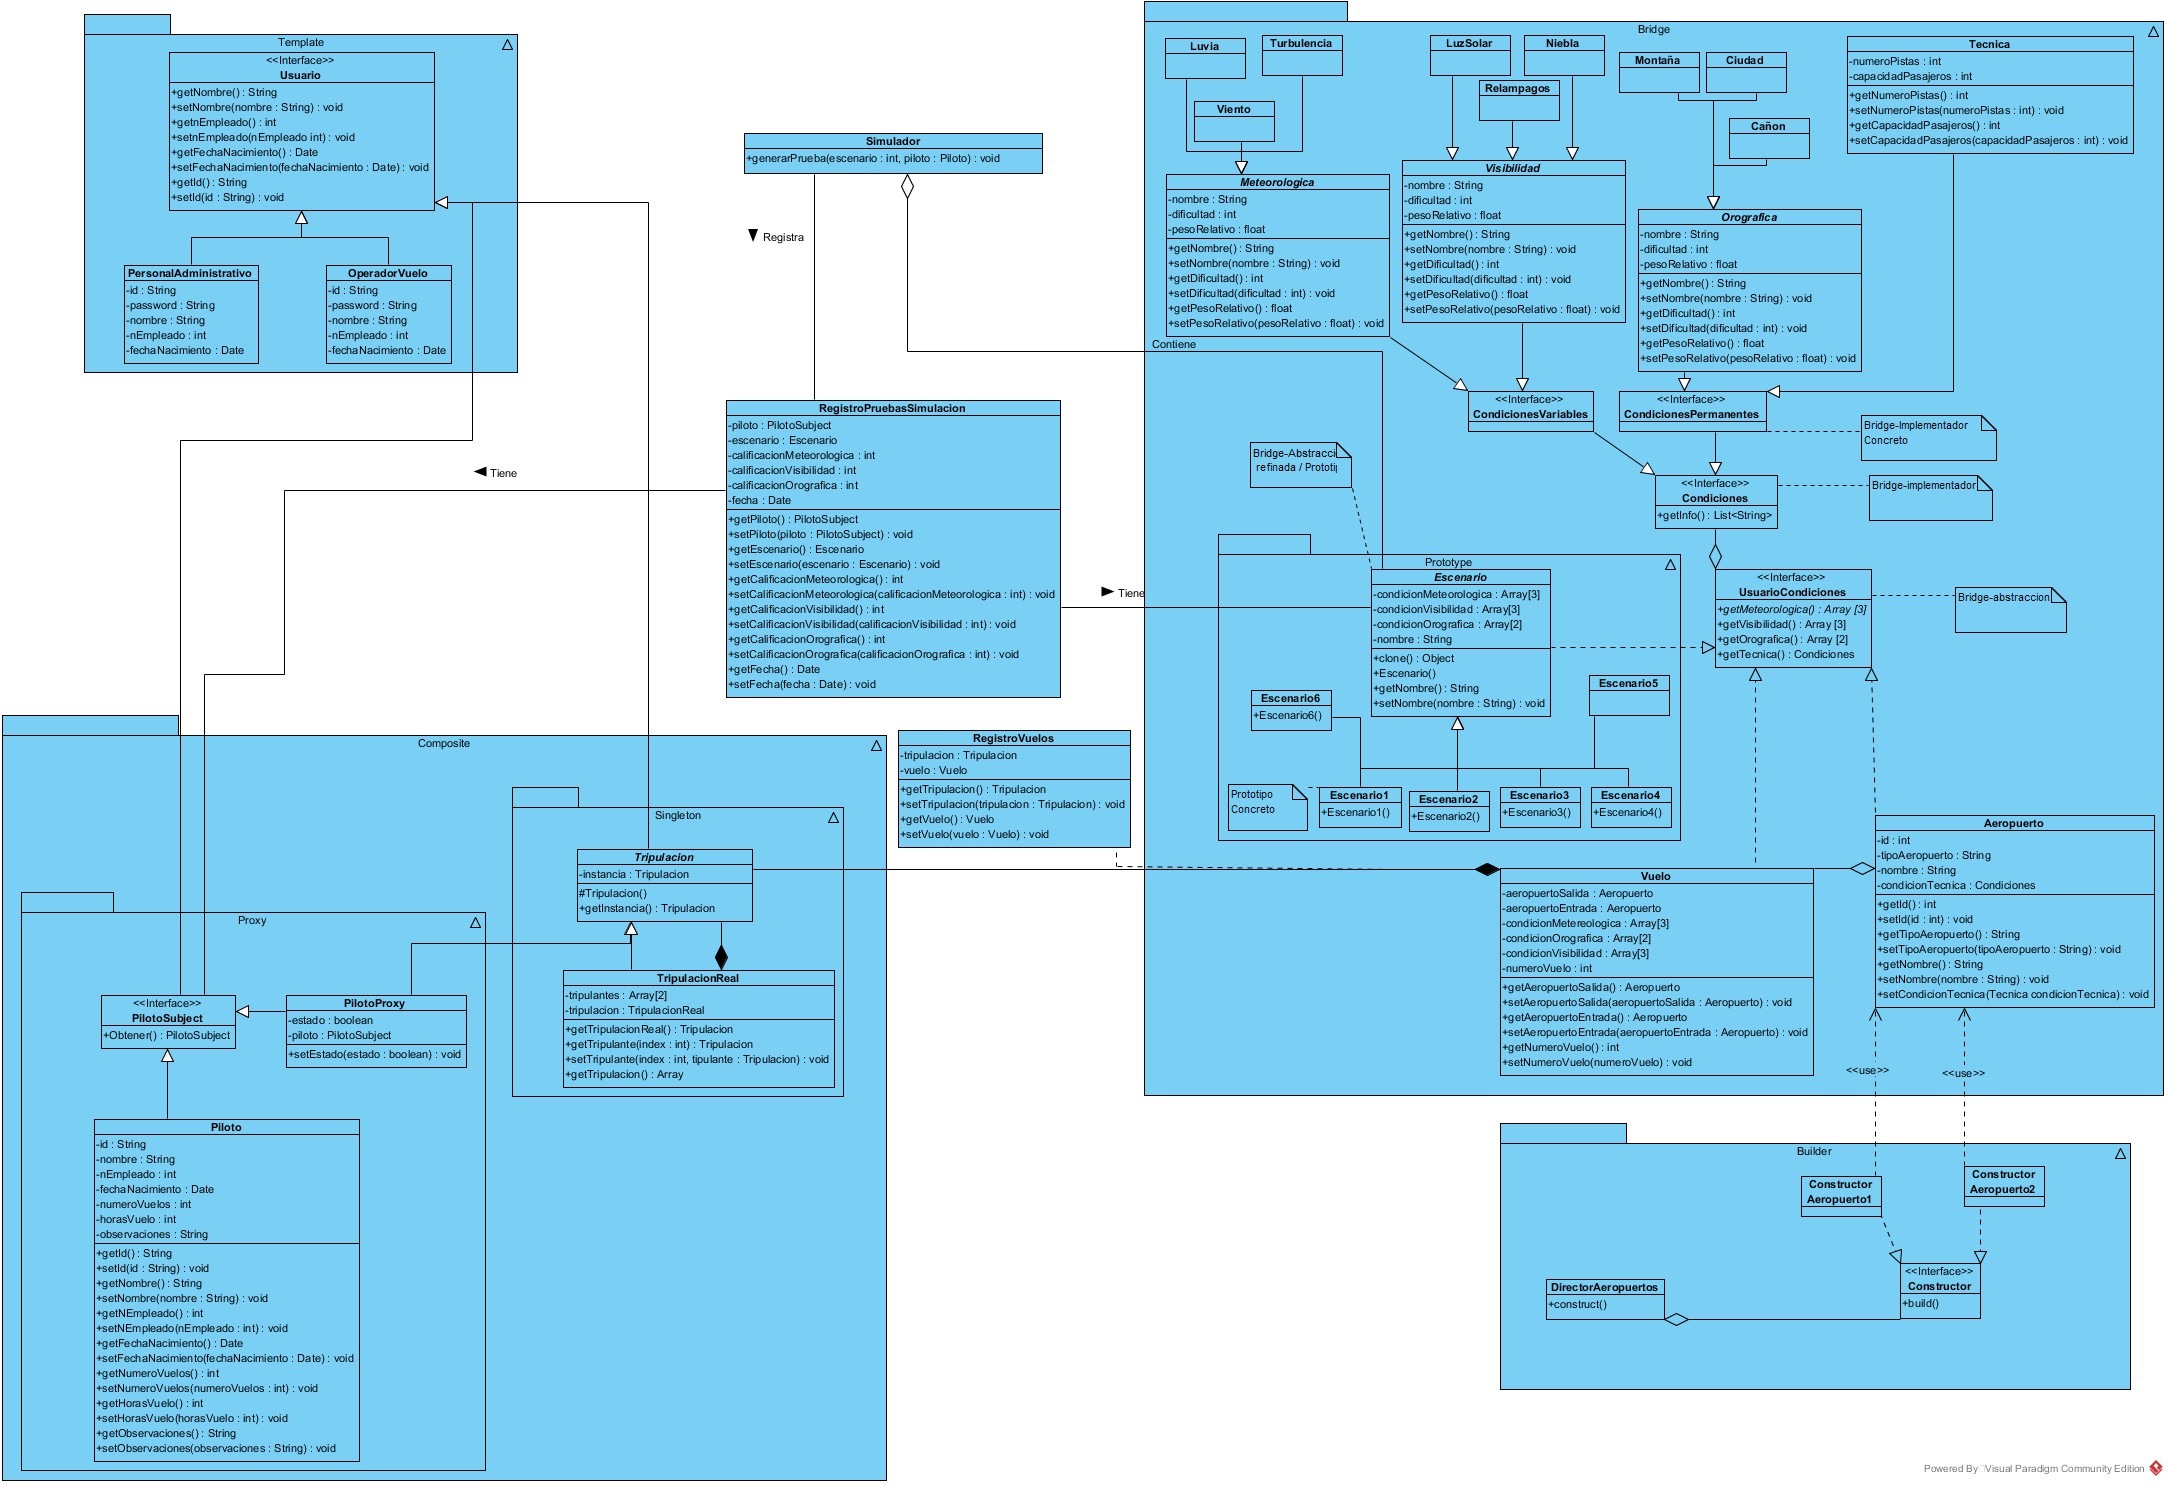 Template
<<Interface>>
Usuario
+getNombre() : String
+setNombre(nombre : String) : void
+getnEmpleado() : int
+setnEmpleado(nEmpleado int) : void
+getFechaNacimiento() : Date
+setFechaNacimiento(fechaNacimiento : Date) : void
+getId() : String
+setId(id : String) : void
PersonalAdministrativo
-id : String
-password : String
-nombre : String
-nEmpleado : int
-fechaNacimiento : Date
OperadorVuelo
-id : String
-password : String
-nombre : String
-nEmpleado : int
-fechaNacimiento : Date
Simulador
+generarPrueba(escenario : int, piloto : Piloto) : void
Registra
Contiene
RegistroPruebasSimulacion
-piloto : PilotoSubject
-escenario : Escenario
-calificacionMeteorologica : int
-calificacionVisibilidad : int
-calificacionOrografica : int
-fecha : Date
+getPiloto() : PilotoSubject
+setPiloto(piloto : PilotoSubject) : void
+getEscenario() : Escenario
+setEscenario(escenario : Escenario) : void
+getCalificacionMeteorologica() : int
+setCalificacionMeteorologica(calificacionMeteorologica : int) : void
+getCalificacionVisibilidad() : int
+setCalificacionVisibilidad(calificacionVisibilidad : int) : void
+getCalificacionOrografica() : int
+setCalificacionOrografica(calificacionOrografica : int) : void
+getFecha() : Date
+setFecha(fecha : Date) : void
Tiene
Tiene
Bridge
Luvia
Turbulencia
Viento
LuzSolar
Niebla
Relampagos
Montaña
Ciudad
Cañon
Tecnica
-numeroPistas : int
-capacidadPasajeros : int
+getNumeroPistas() : int
+setNumeroPistas(numeroPistas : int) : void
+getCapacidadPasajeros() : int
+setCapacidadPasajeros(capacidadPasajeros : int) : void
Meteorologica
-nombre : String
-dificultad : int
-pesoRelativo : float
+getNombre() : String
+setNombre(nombre : String) : void
+getDificultad() : int
+setDificultad(dificultad : int) : void
+getPesoRelativo() : float
+setPesoRelativo(pesoRelativo : float) : void
Visibilidad
-nombre : String
-dificultad : int
-pesoRelativo : float
+getNombre() : String
+setNombre(nombre : String) : void
+getDificultad() : int
+setDificultad(dificultad : int) : void
+getPesoRelativo() : float
+setPesoRelativo(pesoRelativo : float) : void
Orografica
-nombre : String
-dificultad : int
-pesoRelativo : float
+getNombre() : String
+setNombre(nombre : String) : void
+getDificultad() : int
+setDificultad(dificultad : int) : void
+getPesoRelativo() : float
+setPesoRelativo(pesoRelativo : float) : void
<<Interface>>
CondicionesVariables
<<Interface>>
CondicionesPermanentes
Bridge-Implementador
Concreto
<<Interface>>
Condiciones
+getInfo() : List<String>
Bridge-implementador
Bridge-Abstracci
refinada / Prototi
<<Interface>>
UsuarioCondiciones
+getMeteorologica() : Array [3]
+getVisibilidad() : Array [3]
+getOrografica() : Array [2]
+getTecnica() : Condiciones
Bridge-abstraccion
Prototype
Escenario
-condicionMeteorologica : Array[3]
-condicionVisibilidad : Array[3]
-condicionOrografica : Array[2]
-nombre : String
+clone() : Object
+Escenario()
+getNombre() : String
+setNombre(nombre : String) : void
Escenario6
+Escenario6()
Escenario5
Prototipo
Concreto
Escenario1
+Escenario1()
Escenario2
+Escenario2()
Escenario3
+Escenario3()
Escenario4
+Escenario4()
Aeropuerto
-id : int
-tipoAeropuerto : String
-nombre : String
-condicionTecnica : Condiciones
+getId() : int
+setId(id : int) : void
+getTipoAeropuerto() : String
+setTipoAeropuerto(tipoAeropuerto : String) : void
+getNombre() : String
+setNombre(nombre : String) : void
+setCondicionTecnica(Tecnica condicionTecnica) : void
Vuelo
-aeropuertoSalida : Aeropuerto
-aeropuertoEntrada : Aeropuerto
-condicionMetereologica : Array[3]
-condicionOrografica : Array[2]
-condicionVisibilidad : Array[3]
-numeroVuelo : int
+getAeropuertoSalida() : Aeropuerto
+setAeropuertoSalida(aeropuertoSalida : Aeropuerto) : void
+getAeropuertoEntrada() : Aeropuerto
+setAeropuertoEntrada(aeropuertoEntrada : Aeropuerto) : void
+getNumeroVuelo() : int
+setNumeroVuelo(numeroVuelo) : void
<<use>>
<<use>>
RegistroVuelos
-tripulacion : Tripulacion
-vuelo : Vuelo
+getTripulacion() : Tripulacion
+setTripulacion(tripulacion : Tripulacion) : void
+getVuelo() : Vuelo
+setVuelo(vuelo : Vuelo) : void
Composite
Singleton
Tripulacion
-instancia : Tripulacion
#Tripulacion()
+getInstancia() : Tripulacion
TripulacionReal
-tripulantes : Array[2]
-tripulacion : TripulacionReal
+getTripulacionReal() : Tripulacion
+getTripulante(index : int) : Tripulacion
+setTripulante(index : int, tipulante : Tripulacion) : void
+getTripulacion() : Array
Proxy
<<Interface>>
PilotoSubject
+Obtener() : PilotoSubject
PilotoProxy
-estado : boolean
-piloto : PilotoSubject
+setEstado(estado : boolean) : void
Piloto
-id : String
-nombre : String
-nEmpleado : int
-fechaNacimiento : Date
-numeroVuelos : int
-horasVuelo : int
-observaciones : String
+getId() : String
+setId(id : String) : void
+getNombre() : String
+setNombre(nombre : String) : void
+getNEmpleado() : int
+setNEmpleado(nEmpleado : int) : void
+getFechaNacimiento() : Date
+setFechaNacimiento(fechaNacimiento : Date) : void
+getNumeroVuelos() : int
+setNumeroVuelos(numeroVuelos : int) : void
+getHorasVuelo() : int
+setHorasVuelo(horasVuelo : int) : void
+getObservaciones() : String
+setObservaciones(observaciones : String) : void
Builder
Constructor
Aeropuerto1
Constructor
Aeropuerto2
<<Interface>>
Constructor
+build()
DirectorAeropuertos
+construct()
Powered By Visual Paradigm Community Edition